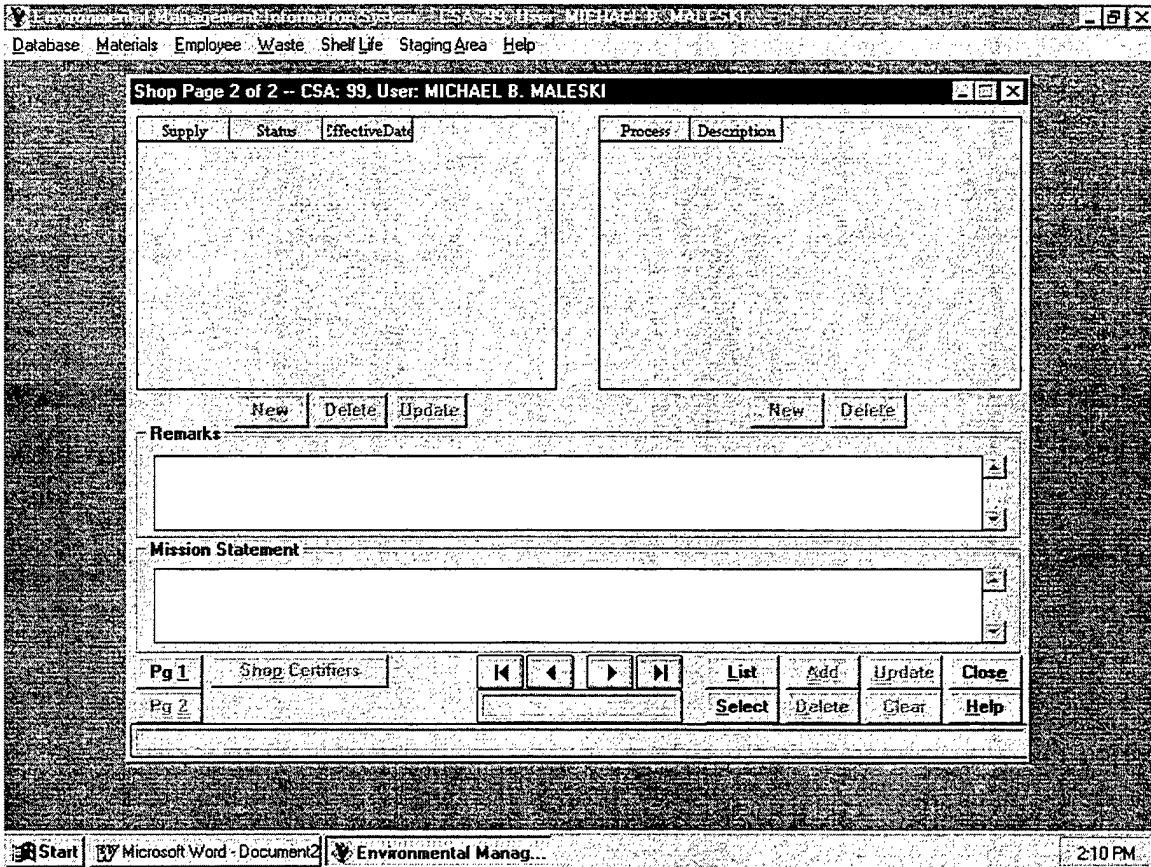 Environmental Management Information System -- CSA: 99, User: MICHAEL B. MALESKI
Database Materials Employee Waste Shelf Life Staging Area Help
Shop Page 2 of 2 -- CSA: 99, User: MICHAEL B. MALESKI
Supply Status EffectiveDate Process Description
New Delete Update New Delete
Remarks
Mission Statement
Pg 1 Shop Certifiers List Add Update Close
Pg 2 Select Delete Clear Help
Start Microsoft Word - Document2 Environmental Manag... 2:10 PM